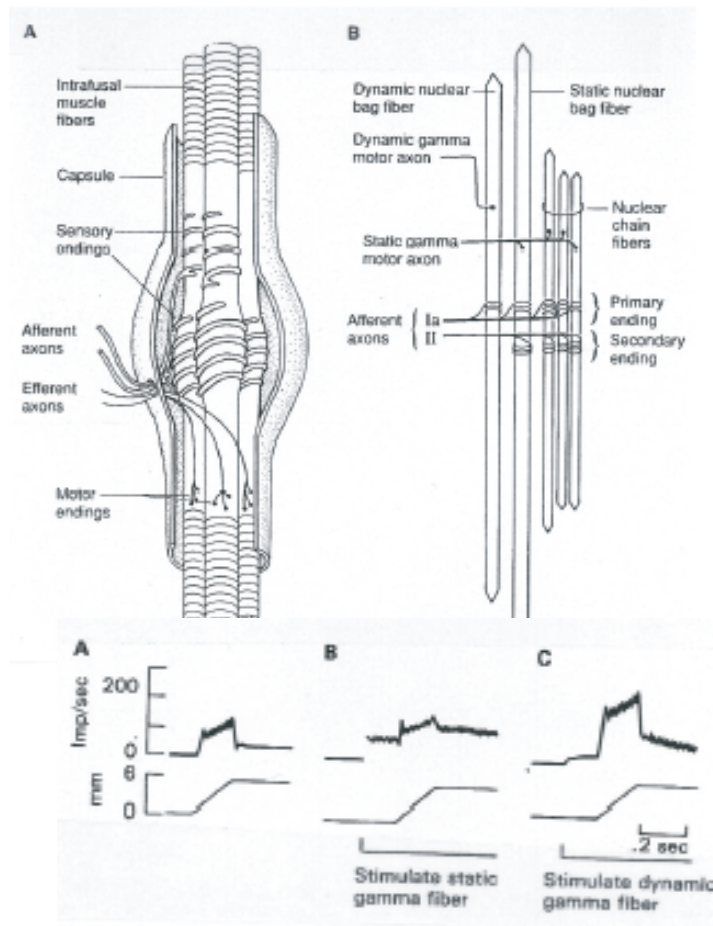 A
Intrafusal
muscle
fibers
Capsule
Sensory
endingo
Afferent
axons
Efferent
axons
Motor
endings
B
Dynamic nuclear
bag fiber
Dynamic gamma
motor axon
Static nuclear
bag fiber
Nuclear
chain
fibers
Static gamma
motor axon
Afferent
axons
Ia
II
Primary
ending
Secondary
ending
A
Imp/sec
200
0
mm
6
0
B
Stimulate static
gamma fiber
C
.2 sec
Stimulate dynamic
gamma fiber